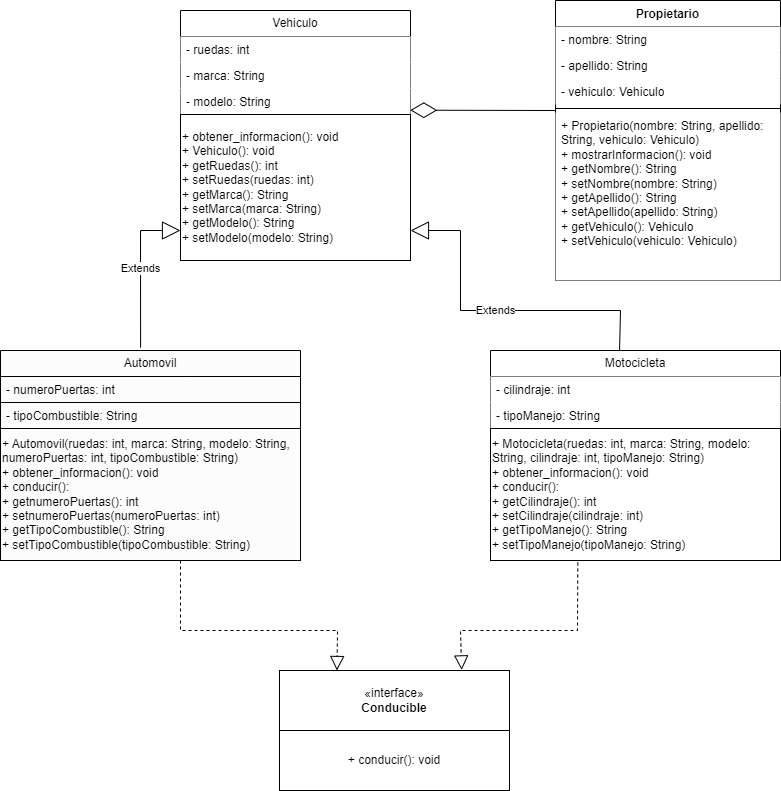 Vehiculo
- ruedas: int
- marca: String
- modelo: String
+ obtener_informacion(): void
+ Vehiculo(): void
+ getRuedas(): int
+ setRuedas(ruedas: int)
+ getMarca(): String
+ setMarca(marca: String)
+ getModelo(): String
+ setModelo(modelo: String)
Propietario
- nombre: String
- apellido: String
- vehiculo: Vehiculo
+ Propietario(nombre: String, apellido:
String, vehiculo: Vehiculo)
+ mostrarInformacion(): void
+ getNombre(): String
+ setNombre(nombre: String)
+ getApellido(): String
+ setApellido(apellido: String)
+ getVehiculo(): Vehiculo
+ setVehiculo(vehiculo: Vehiculo)
Extends
Extends
Automovil
- numeroPuertas: int
- tipoCombustible: String
+ Automovil(ruedas: int, marca: String, modelo: String,
numeroPuertas: int, tipoCombustible: String)
+ obtener_informacion(): void
+ conducir():
+ getnumeroPuertas(): int
+ setnumeroPuertas(numeroPuertas: int)
+ getTipoCombustible(): String
+ setTipoCombustible(tipoCombustible: String)
Motocicleta
- cilindraje: int
- tipoManejo: String
+ Motocicleta(ruedas: int, marca: String, modelo:
String, cilindraje: int, tipoManejo: String)
+ obtener_informacion(): void
+ conducir():
+ getCilindraje(): int
+ setCilindraje(cilindraje: int)
+ getTipoManejo(): String
+ setTipoManejo(tipoManejo: String)
«interface»
Conducible
+ conducir(): void